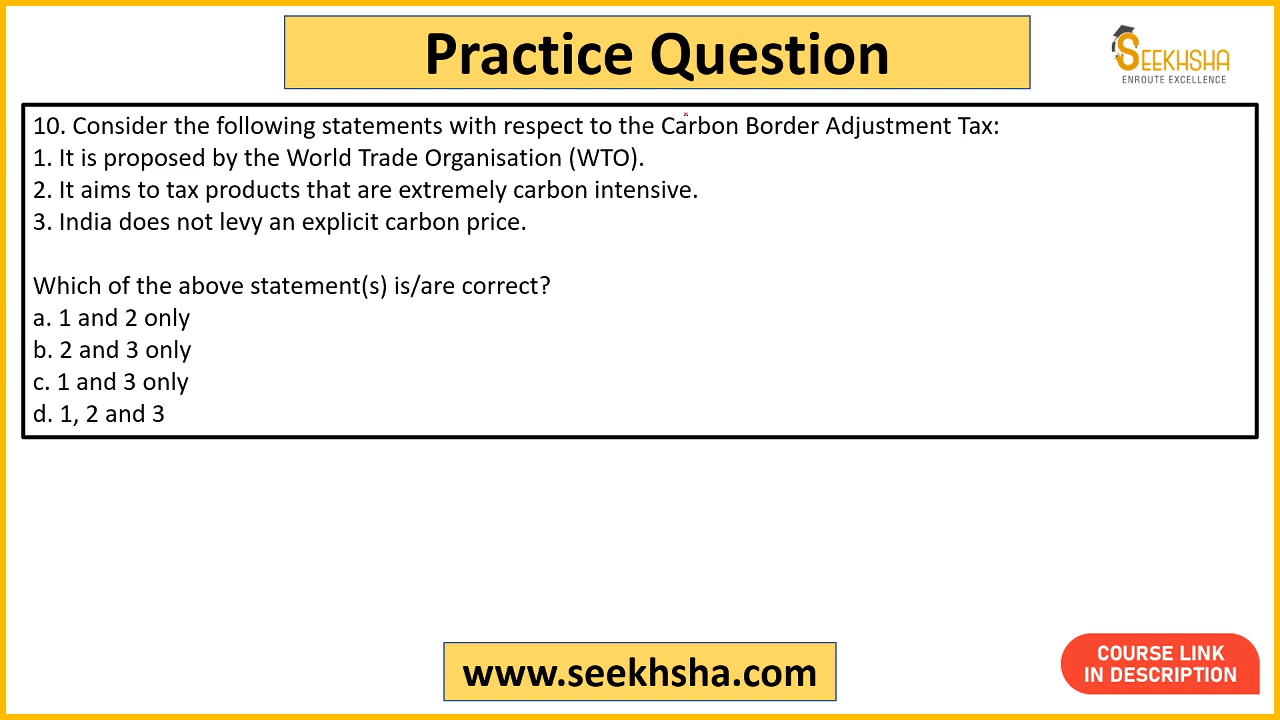 Practice Question
SEEKHSHA
ENROUTE EXCELLENCE
10. Consider the following statements with respect to the Carbon Border Adjustment Tax:
1. It is proposed by the World Trade Organisation (WTO).
2. It aims to tax products that are extremely carbon intensive.
3. India does not levy an explicit carbon price.
Which of the above statement(s) is/are correct?
a. 1 and 2 only
b. 2 and 3 only
c. 1 and 3 only
d. 1, 2 and 3
www.seekhsha.com
COURSE LINK
IN DESCRIPTION